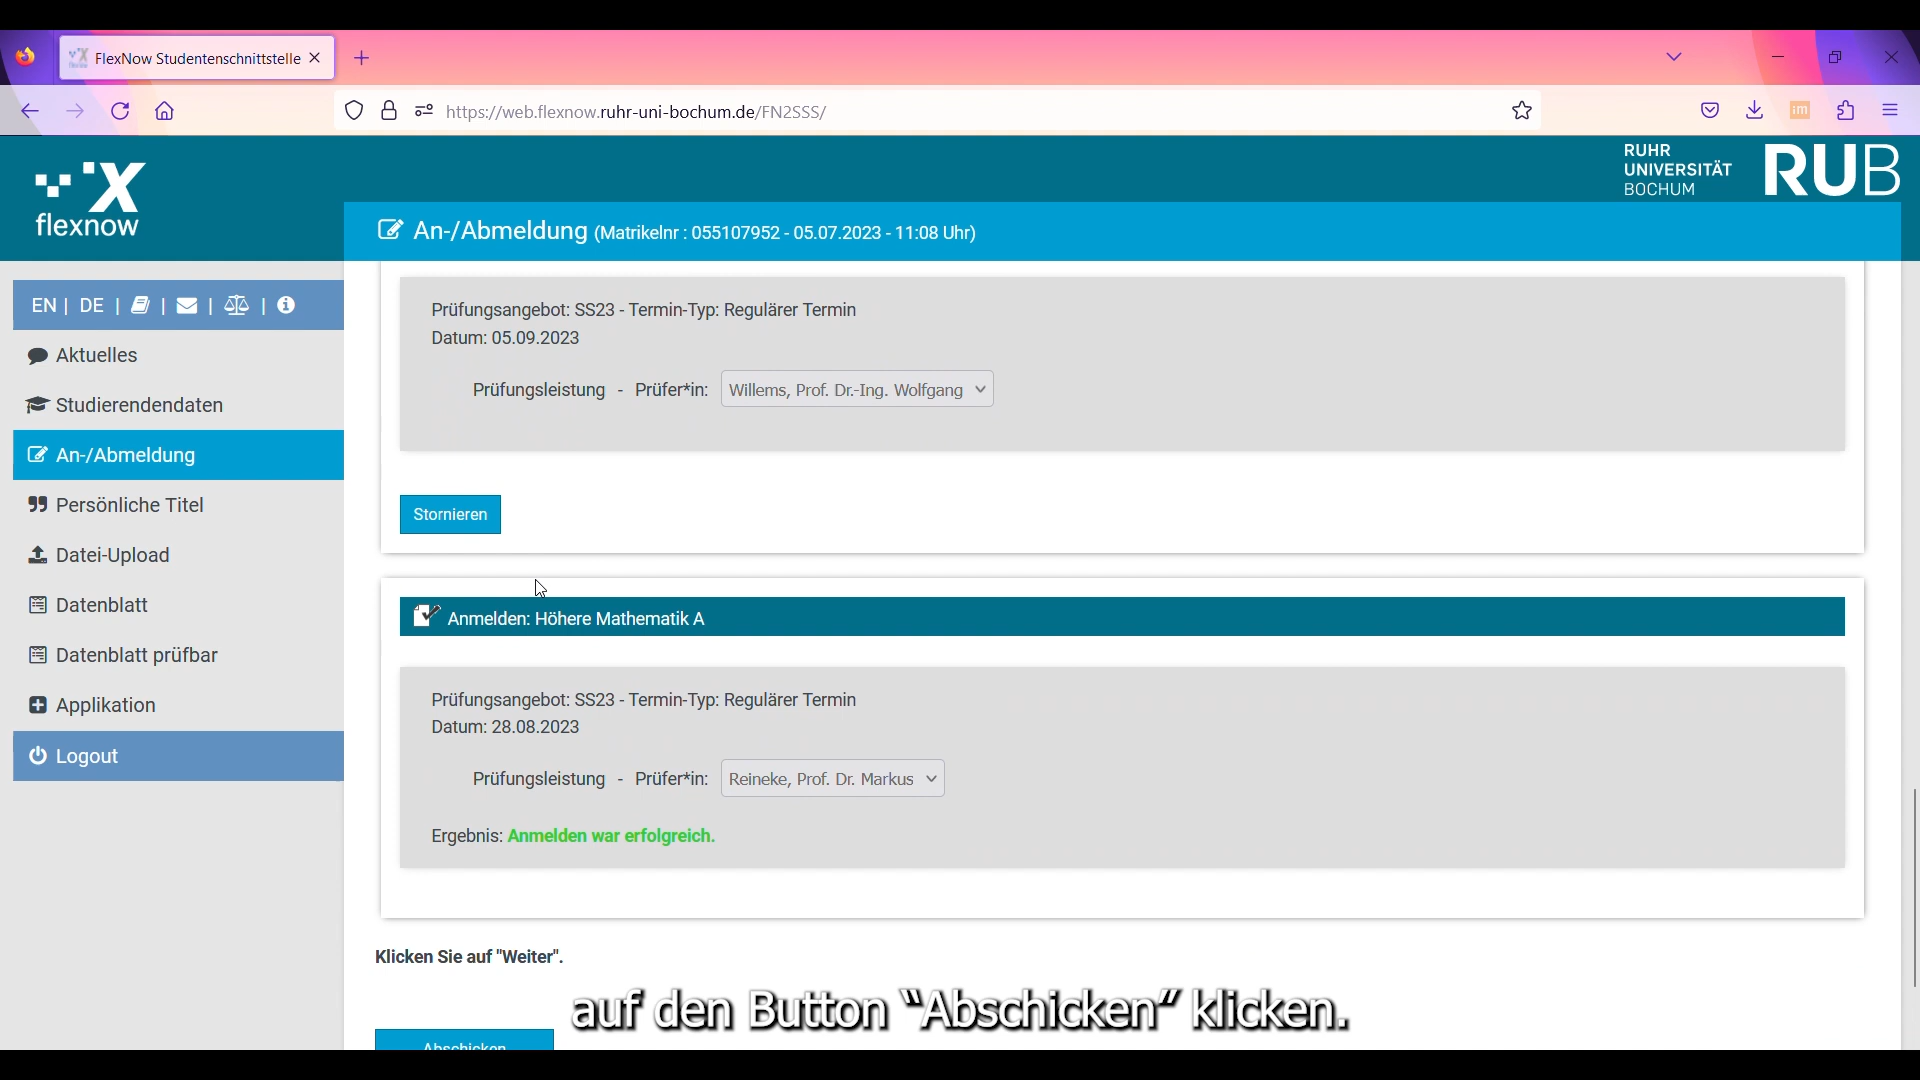 FlexNow Studentenschnittstelle
https://web.flexnow.ruhr-uni-bochum.de/FN2SSS/
im
flexnow
RUHR
UNIVERSITÄT
BOCHUM
RUB
An-/Abmeldung (Matrikelnr : 055107952 - 05.07.2023 - 11:08 Uhr)
EN | DE | | | |
Aktuelles
Studierendendaten
An-/Abmeldung
Persönliche Titel
Datei-Upload
Datenblatt
Datenblatt prüfbar
Applikation
Logout
Prüfungsangebot: SS23 - Termin-Typ: Regulärer Termin
Datum: 05.09.2023
Prüfungsleistung - Prüfer*in: Willems, Prof. Dr.-Ing. Wolfgang
Stornieren
Anmelden: Höhere Mathematik A
Prüfungsangebot: SS23 - Termin-Typ: Regulärer Termin
Datum: 28.08.2023
Prüfungsleistung - Prüfer*in: Reineke, Prof. Dr. Markus
Ergebnis: Anmelden war erfolgreich.
Klicken Sie auf "Weiter".
auf den Button “Abschicken” klicken.
Abschicken